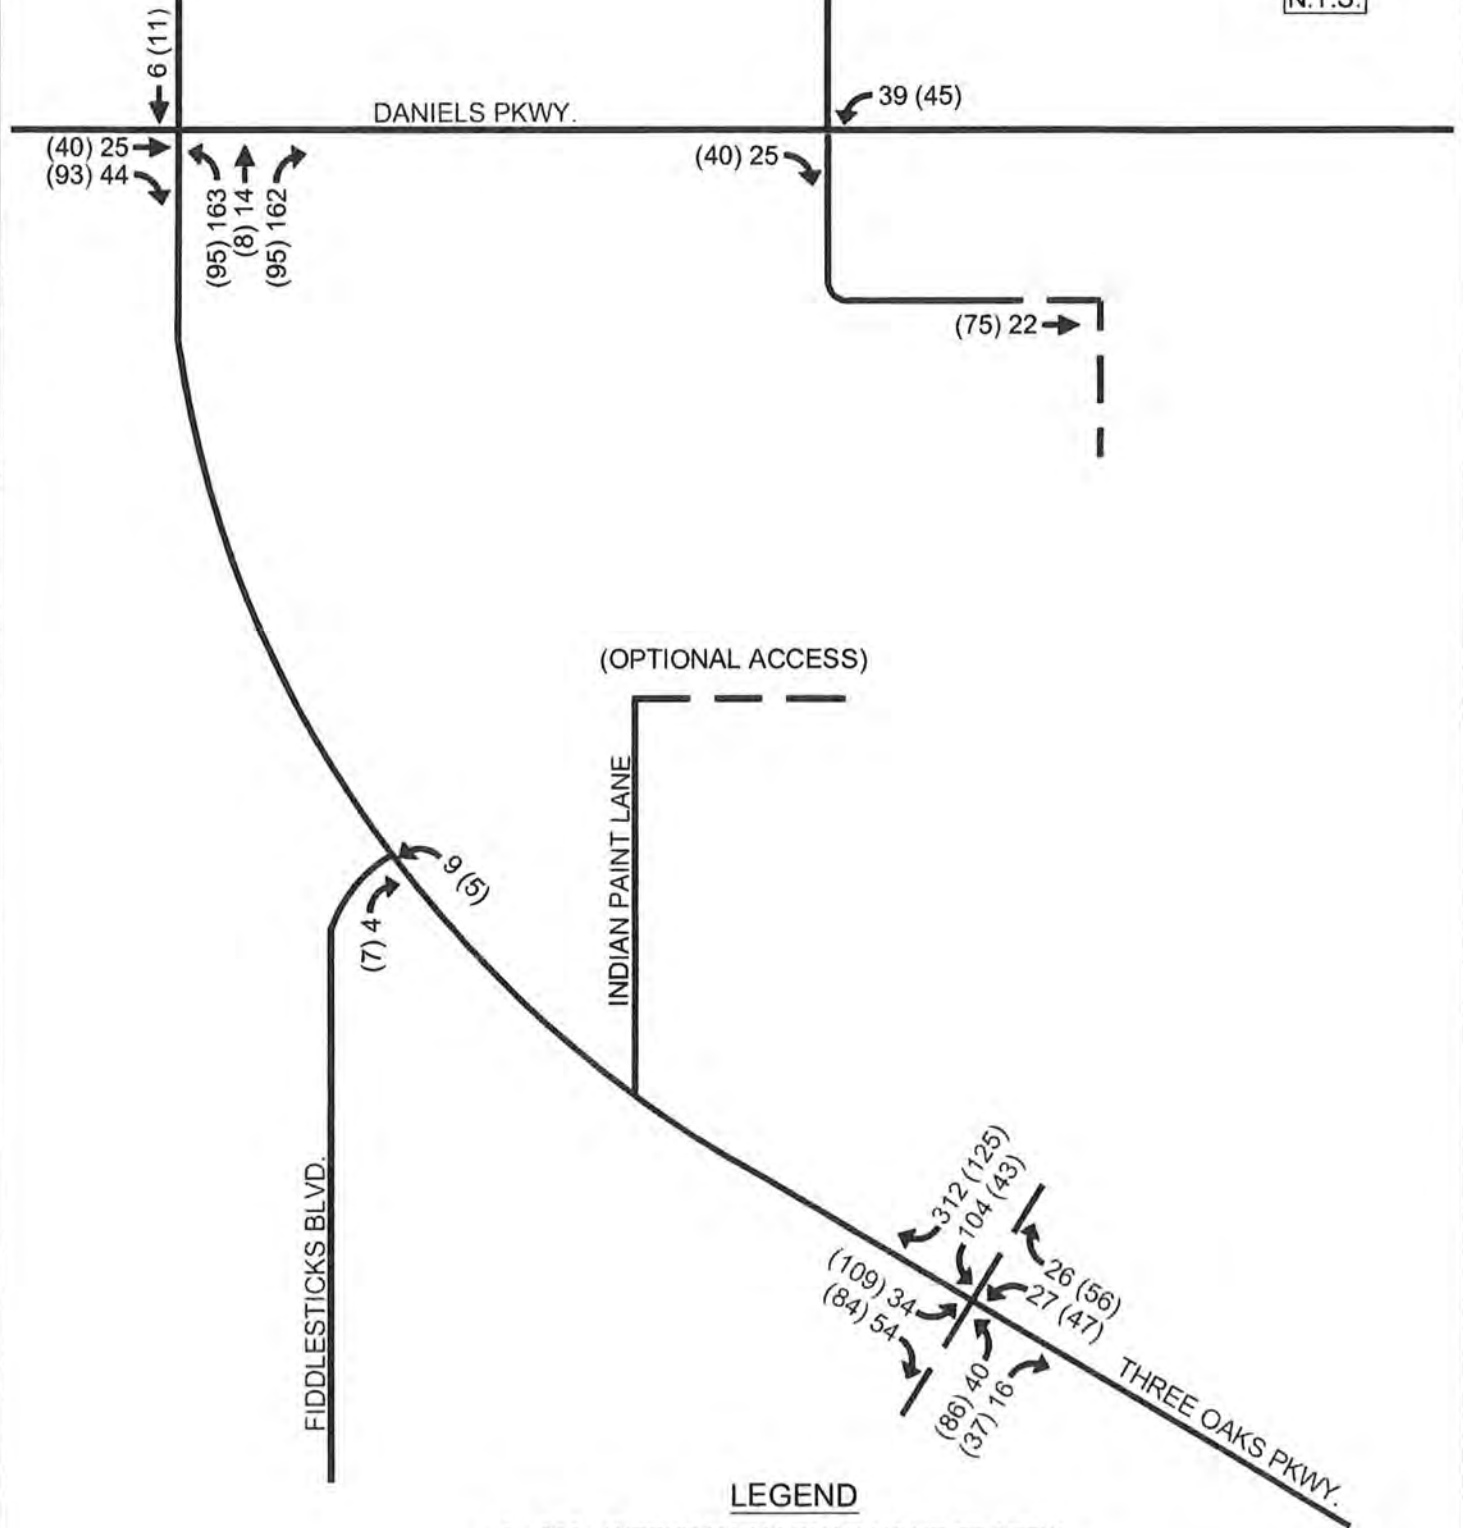 N.T.S.
6 (11)
DANIELS PKWY.
39 (45)
(40) 25
(93) 44
(95) 163
(8) 14
(95) 162
(40) 25
(75) 22
(OPTIONAL ACCESS)
INDIAN PAINT LANE
9 (5)
(7) 4
FIDDLESTICKS BLVD.
312 (125)
104 (43)
(109) 34
(84) 54
26 (56)
27 (47)
(86) 40
(37) 16
THREE OAKS PKWY.
LEGEND